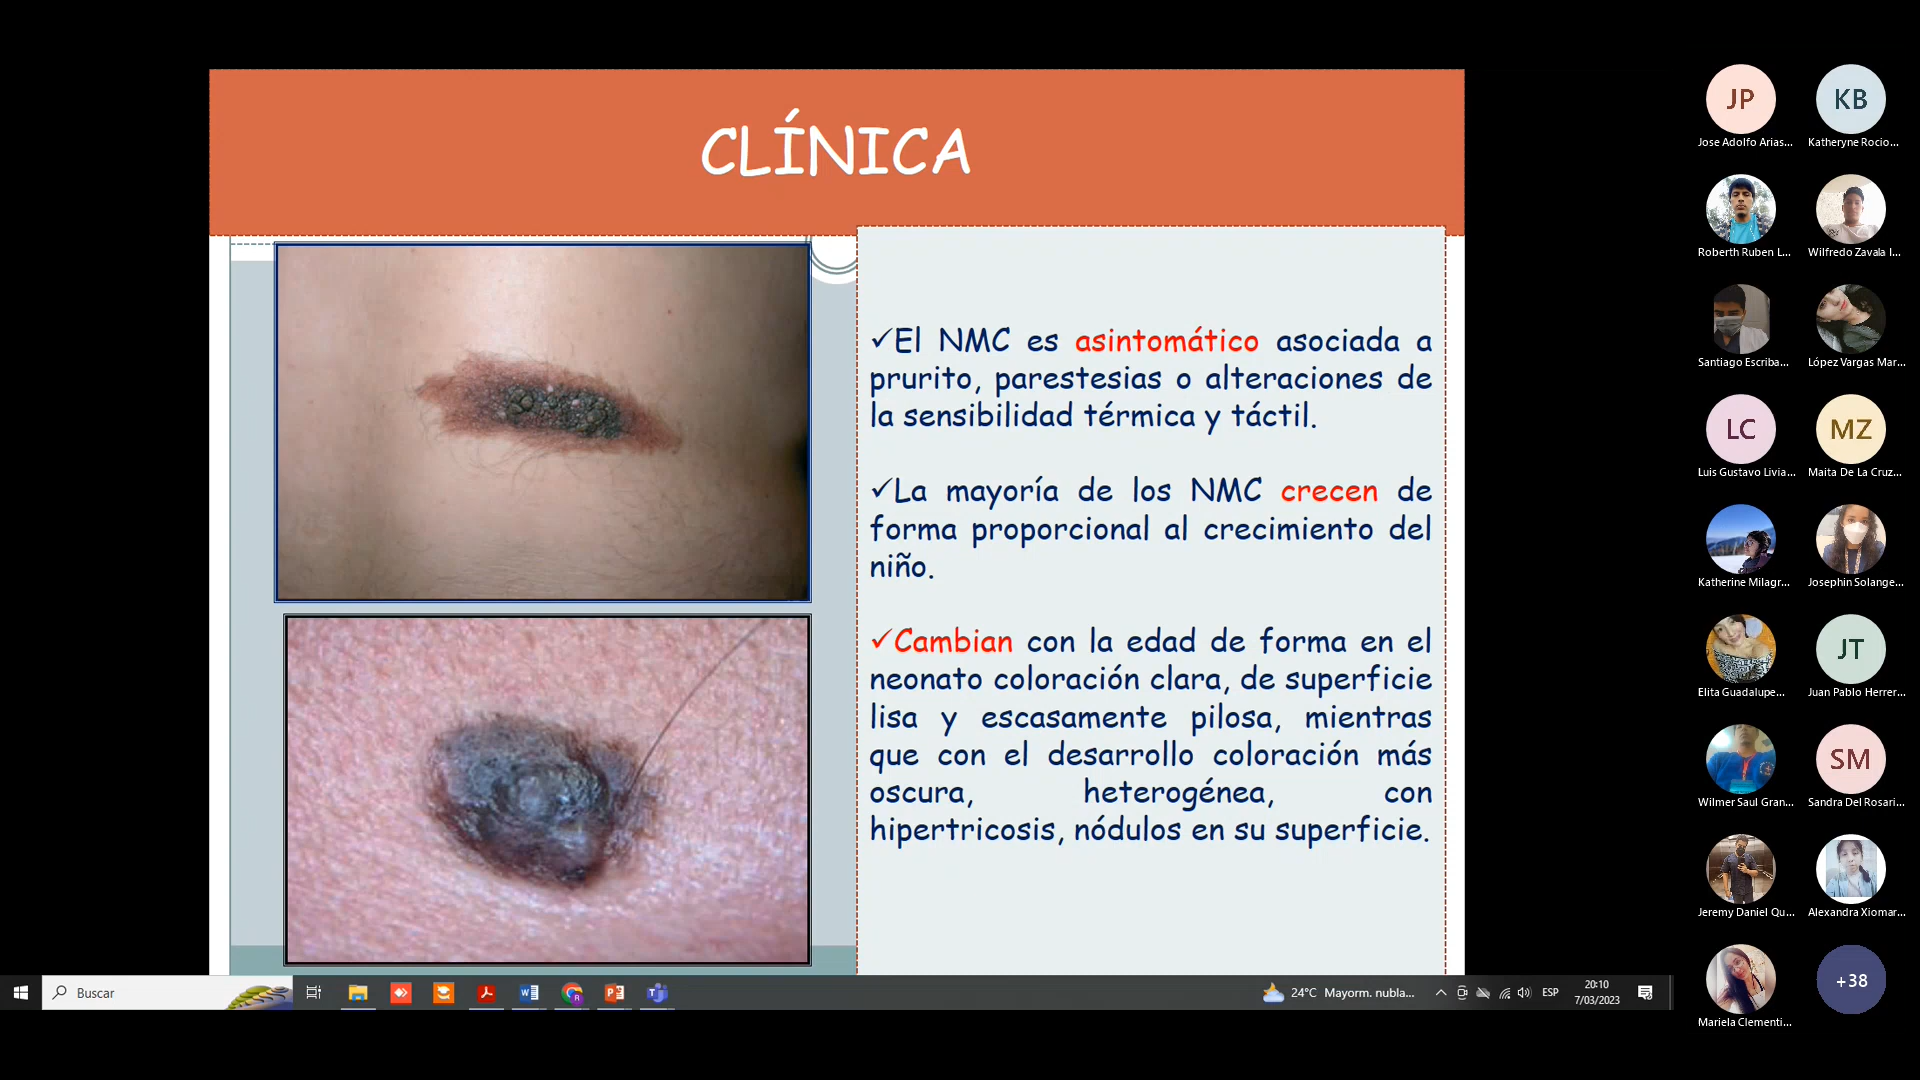 CLÍNICA
✓El NMC es asintomático asociada a
prurito, parestesias o alteraciones de
la sensibilidad térmica y táctil.
✓La mayoría de los NMC crecen de
forma proporcional al crecimiento del
niño.
✓Cambian con la edad de forma en el
neonato coloración clara, de superficie
lisa y escasamente pilosa, mientras
que con el desarrollo coloración más
oscura, heterogénea, con
hipertricosis, nódulos en su superficie.
JP KB
Jose Adolfo Arias... Katheryne Rocio...
Roberth Ruben L... Wilfredo Zavala I...
Santiago Escriba... López Vargas Mar...
LC MZ
Luis Gustavo Livia... Maita De La Cruz...
Katherine Milagr... Josephin Solange...
JT
Elita Guadalupe... Juan Pablo Herrer...
SM
Wilmer Saul Gran... Sandra Del Rosari...
Jeremy Daniel Qu... Alexandra Xiomar...
+38
Mariela Clementi...
Buscar
24°C Mayorm. nubla...
ESP
20:10
7/03/2023